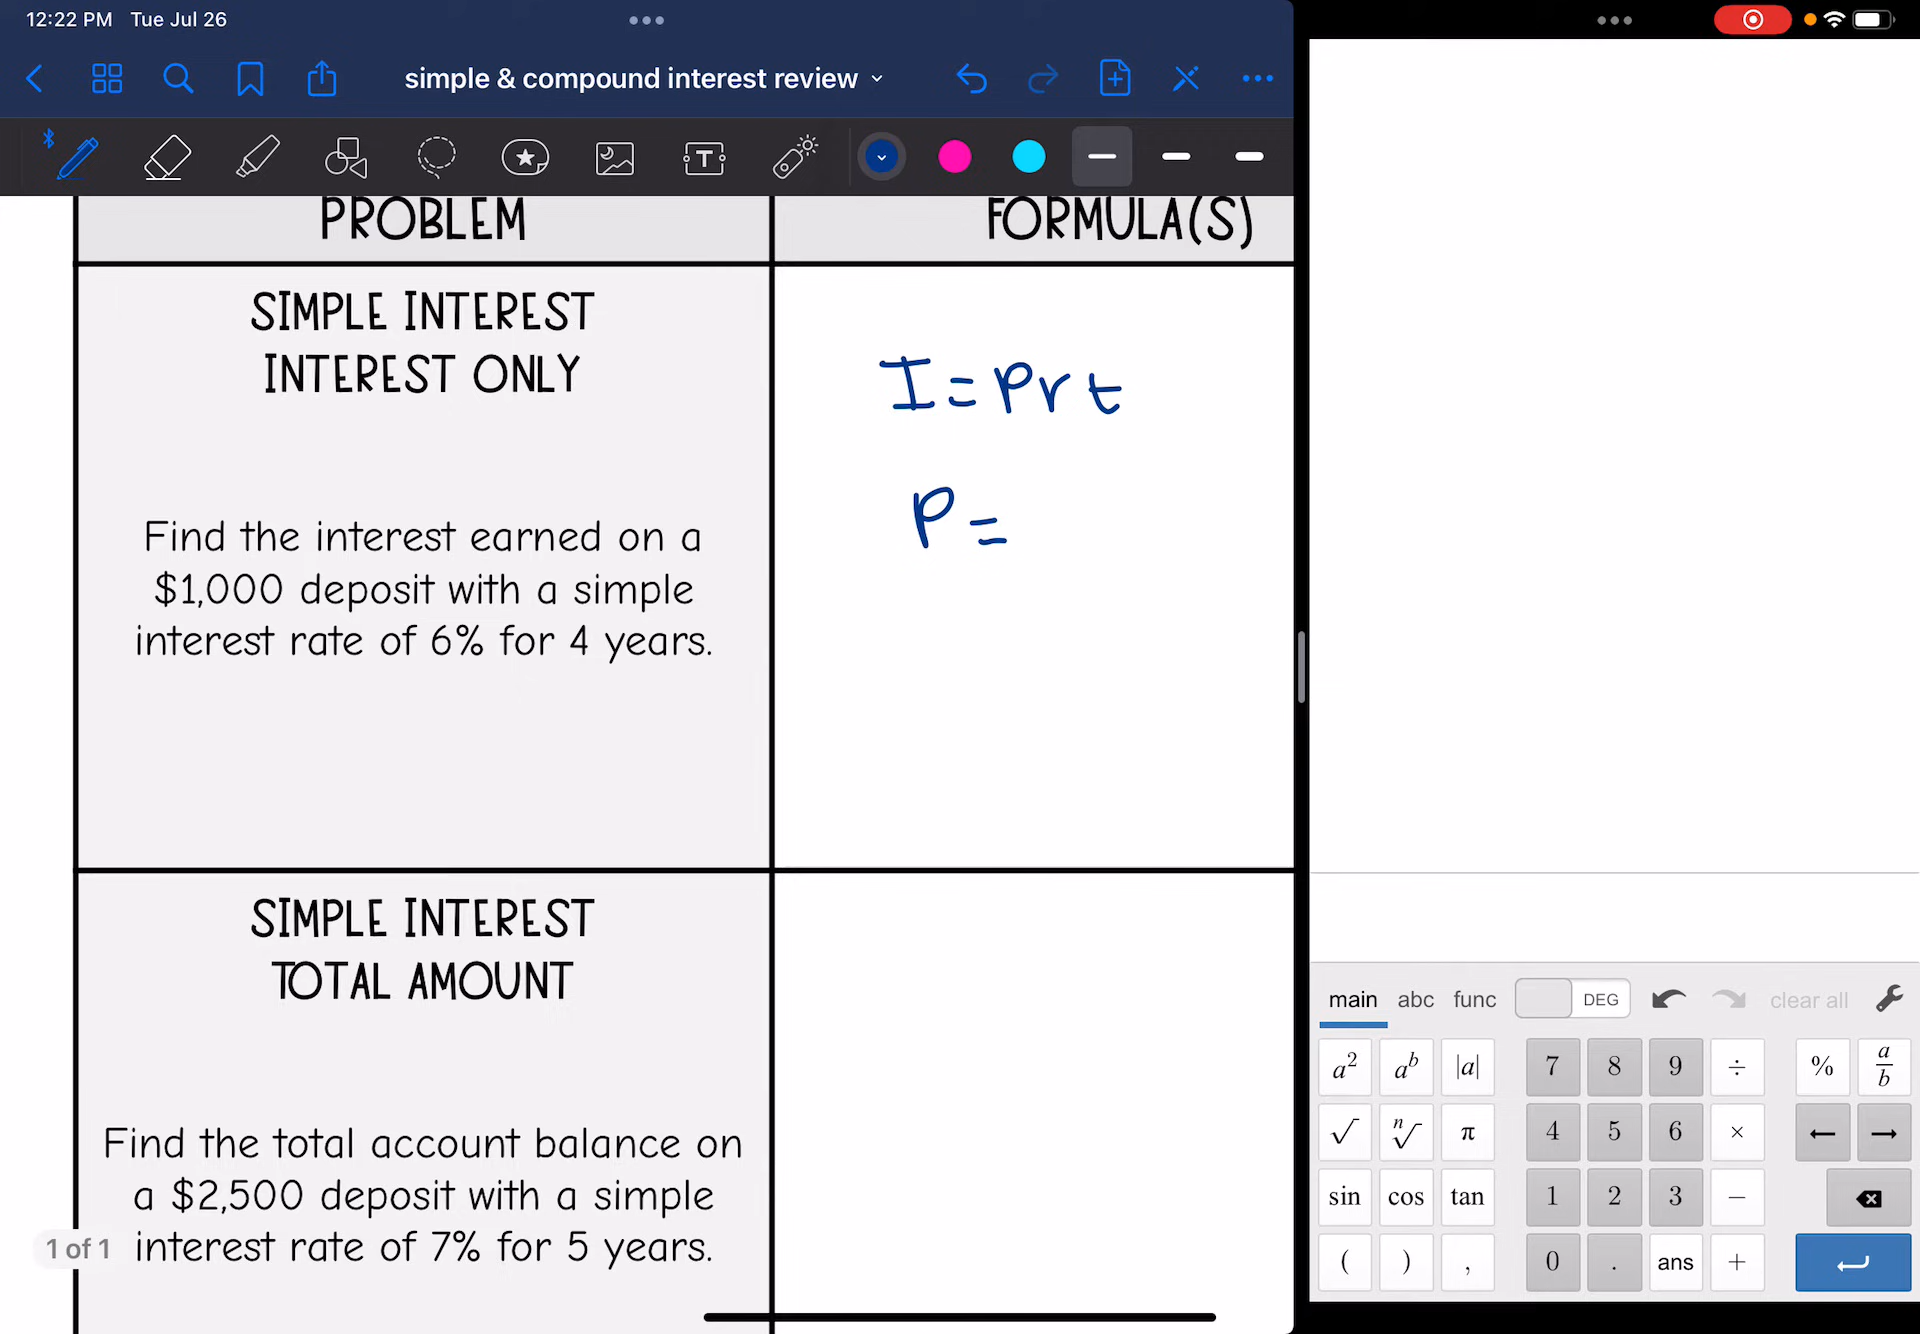 12:22 PM Tue Jul 26
simple & compound interest review
T
PROBLEM
FORMULA(S)
SIMPLE INTEREST
INTEREST ONLY
Find the interest earned on a
$1,000 deposit with a simple
interest rate of 6% for 4 years.
I = Prt
P =
SIMPLE INTEREST
TOTAL AMOUNT
Find the total account balance on
a $2,500 deposit with a simple
interest rate of 7% for 5 years.
1 of 1
main abc func DEG clear all
a² aᵇ |a| 7 8 9 ÷ % a/b
√ ⁿ√ π 4 5 6 × ← →
sin cos tan 1 2 3 −
( ) , 0 . ans +